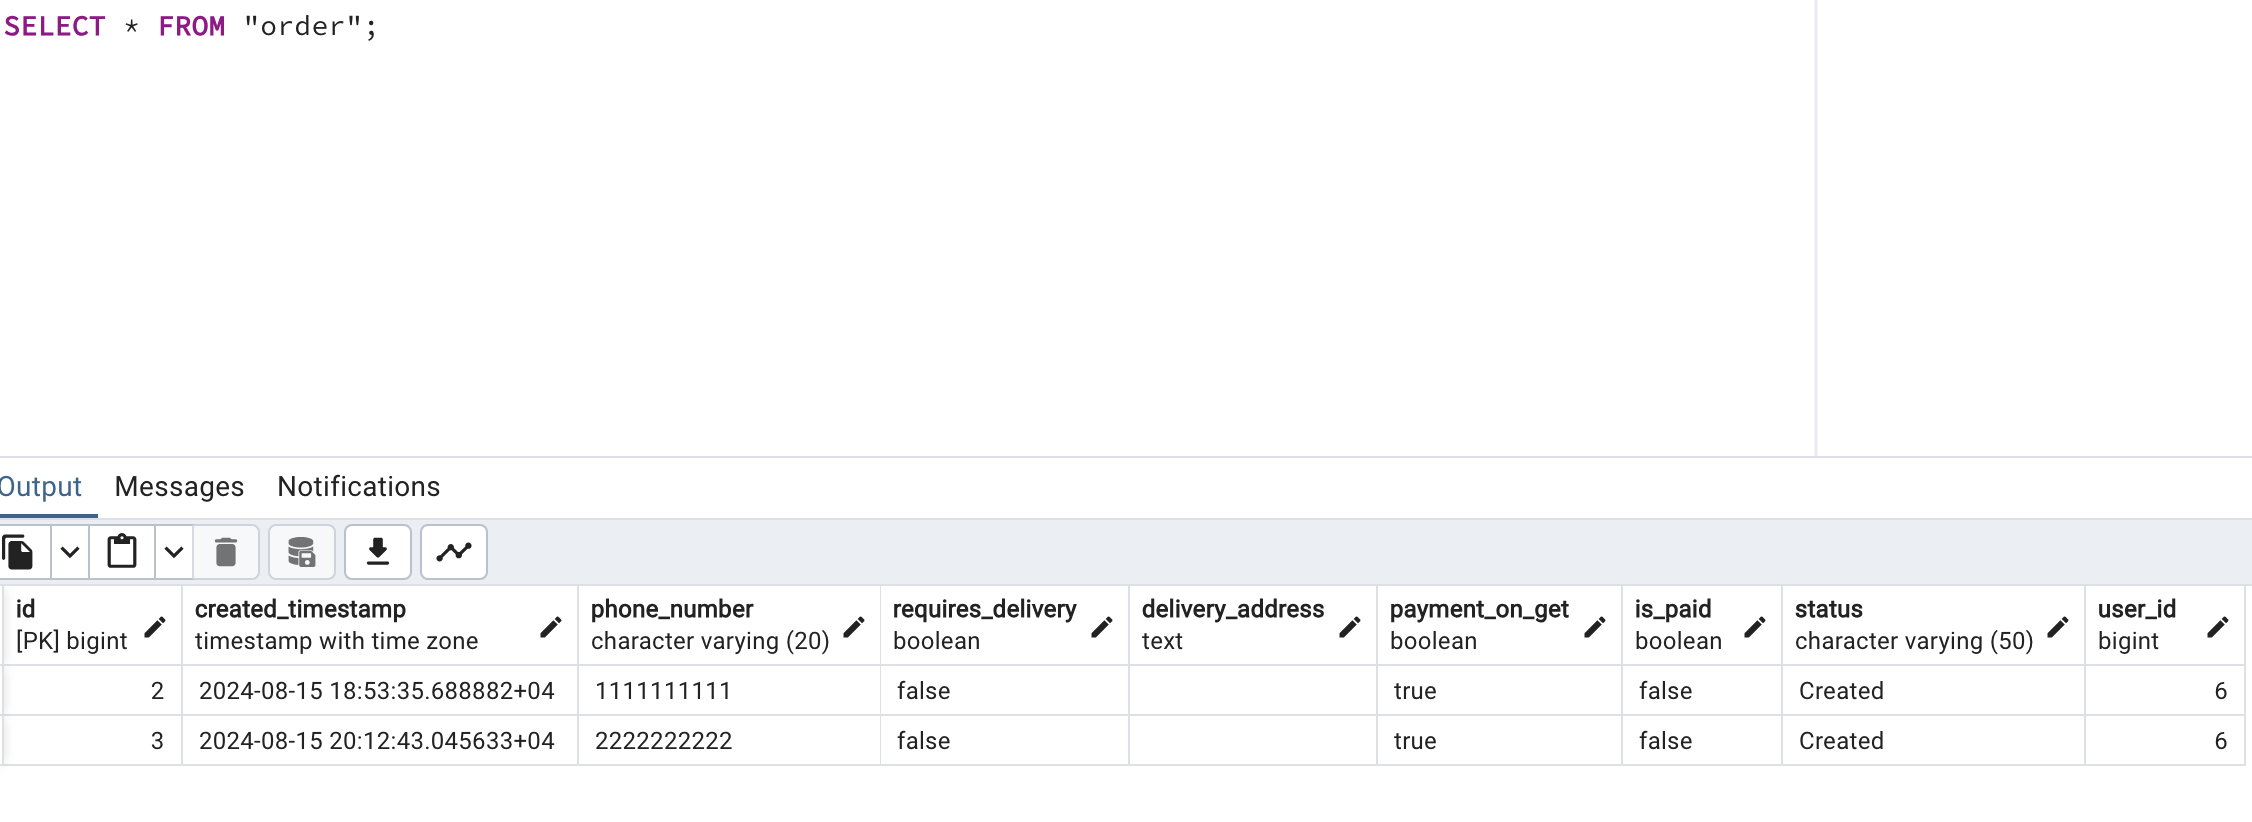 SELECT * FROM "order";
Output Messages Notifications
id created_timestamp phone_number requires_delivery delivery_address payment_on_get is_paid status user_id
[PK] bigint timestamp with time zone character varying (20) boolean text boolean boolean character varying (50) bigint
2 2024-08-15 18:53:35.688882+04 1111111111 false true false Created 6
3 2024-08-15 20:12:43.045633+04 2222222222 false true false Created 6